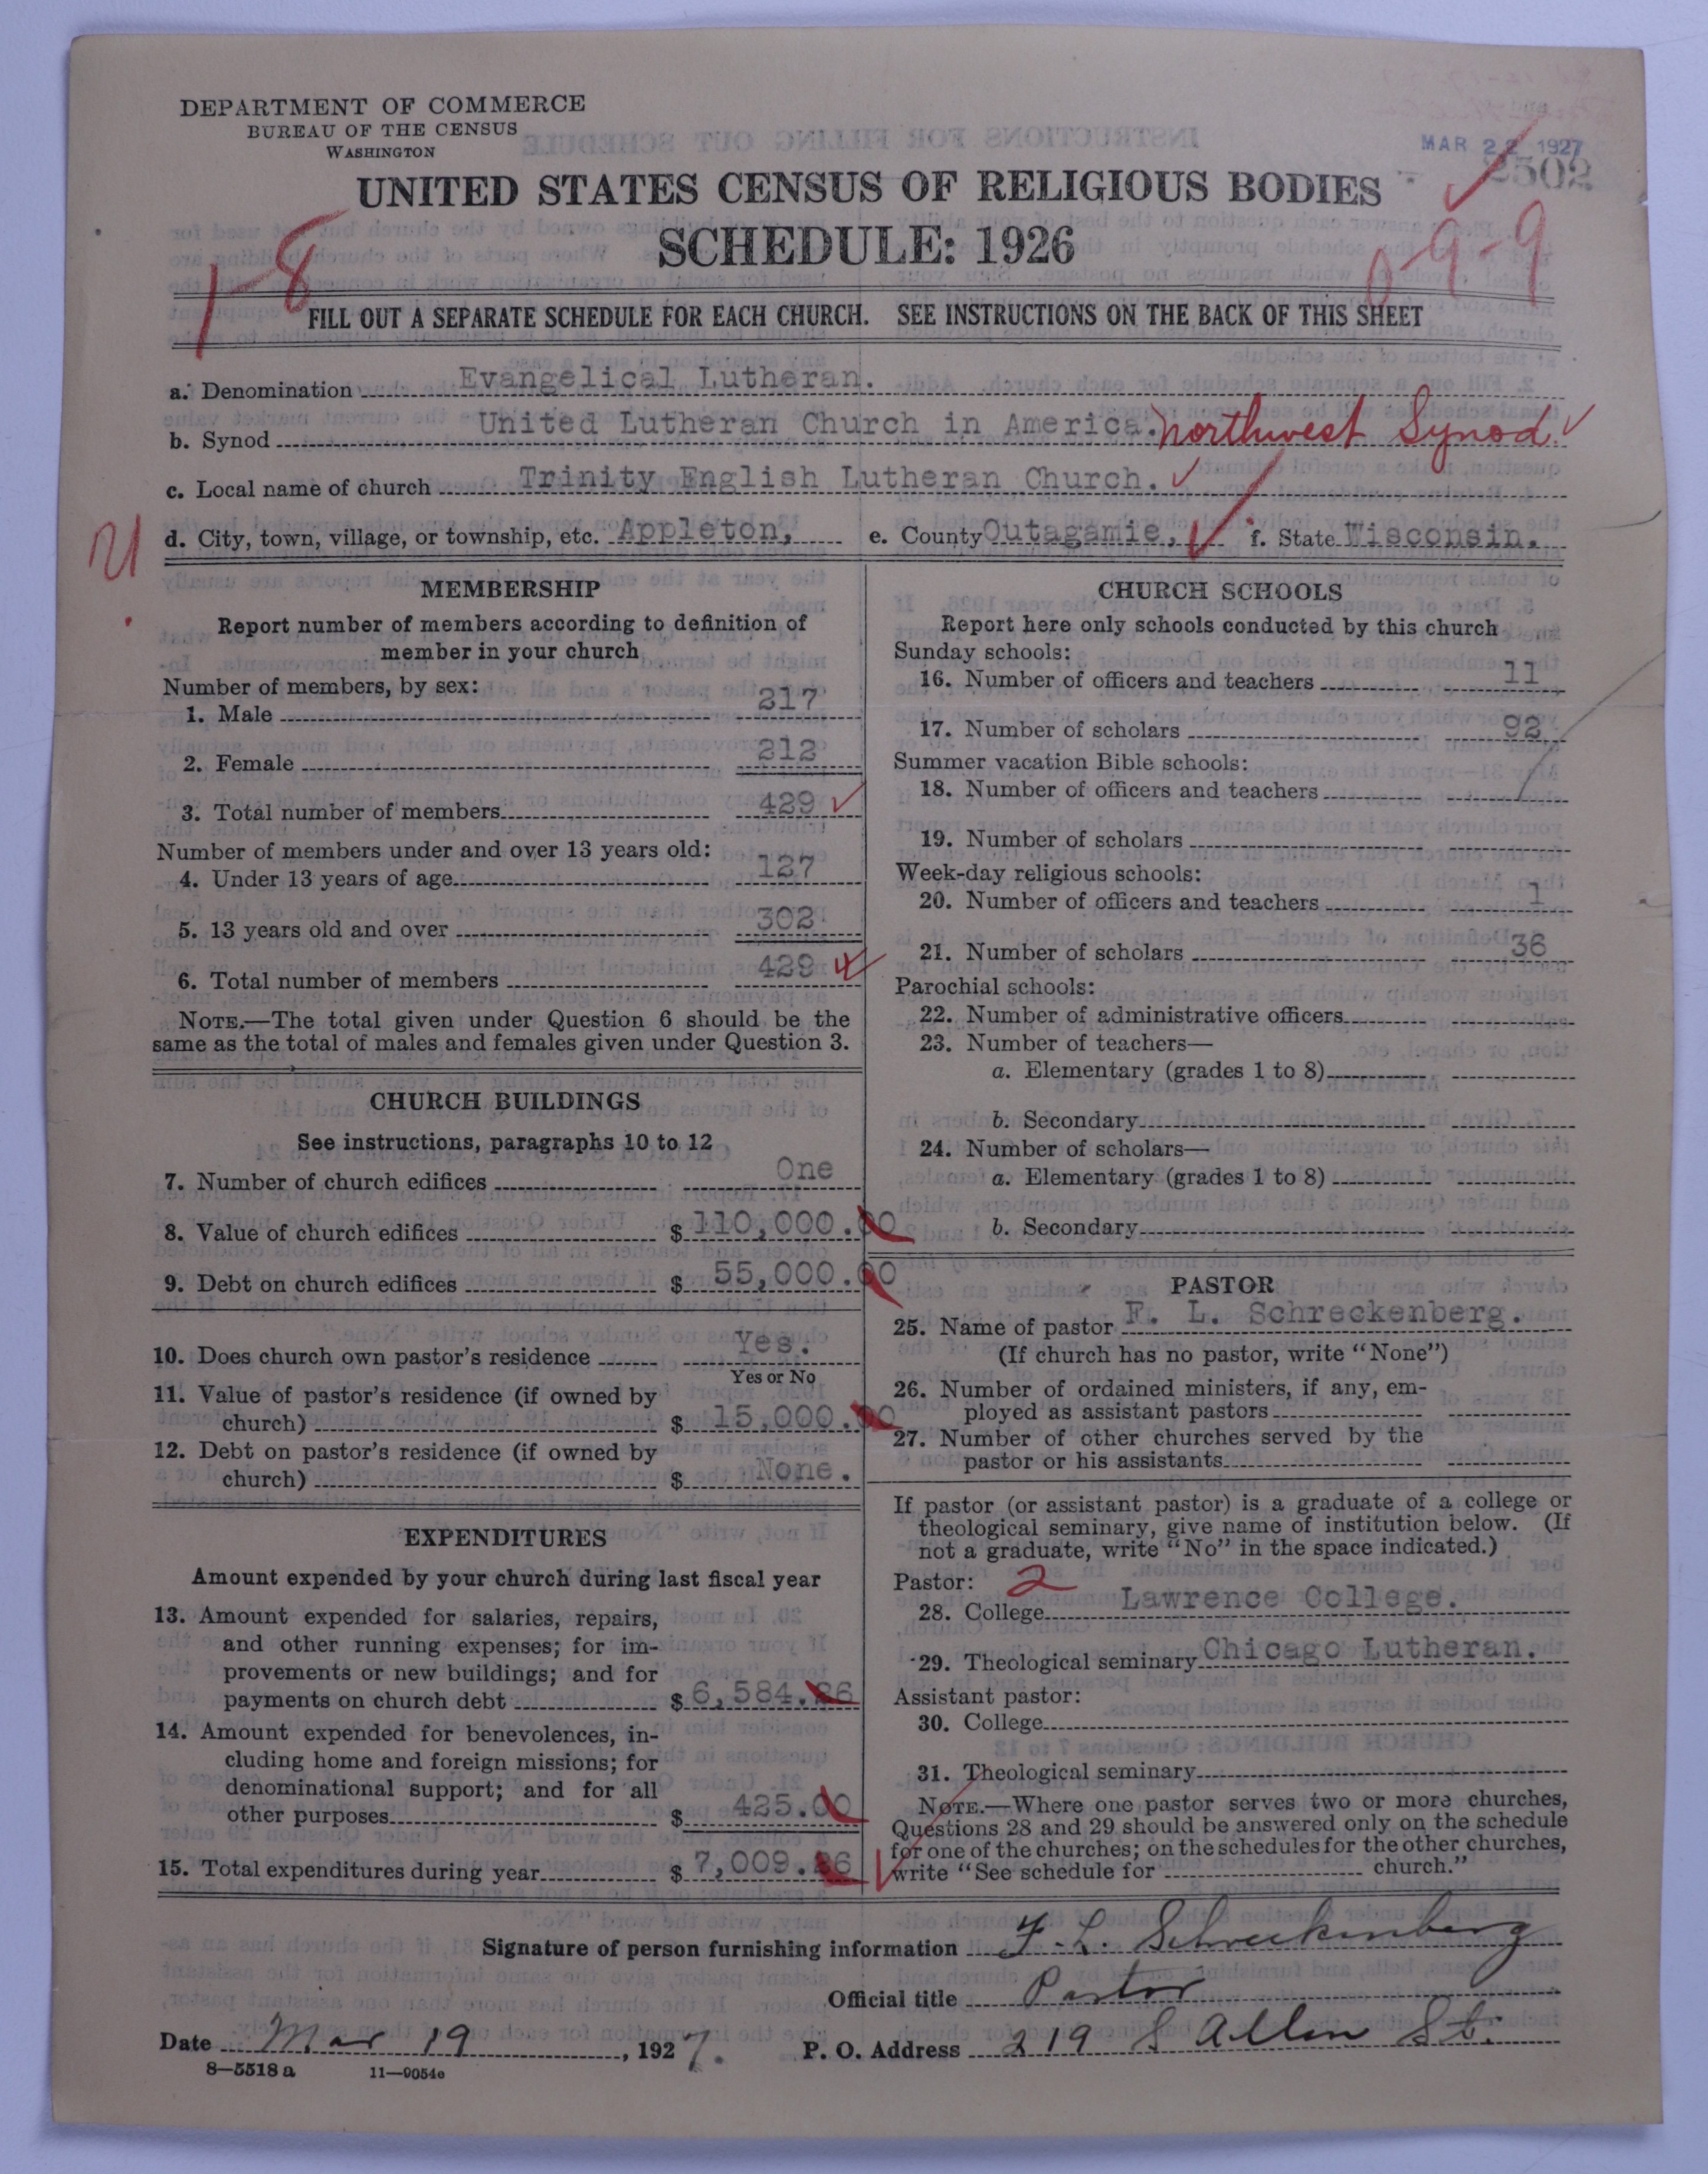 DEPARTMENT OF COMMERCE
BUREAU OF THE CENSUS
WASHINGTON
MAR 22 1927
2502
UNITED STATES CENSUS OF RELIGIOUS BODIES
SCHEDULE: 1926
1-8
0-9-9
FILL OUT A SEPARATE SCHEDULE FOR EACH CHURCH. SEE INSTRUCTIONS ON THE BACK OF THIS SHEET
a. Denomination Evangelical Lutheran.
b. Synod United Lutheran Church in America. Northwest Synod.
c. Local name of church Trinity English Lutheran Church.
d. City, town, village, or township, etc. Appleton, e. County Outagamie, f. State Wisconsin.
MEMBERSHIP
Report number of members according to definition of
member in your church
Number of members, by sex:
1. Male 217
2. Female 212
3. Total number of members 429
Number of members under and over 13 years old:
4. Under 13 years of age 127
5. 13 years old and over 302
6. Total number of members 429
NOTE.—The total given under Question 6 should be the
same as the total of males and females given under Question 3.
CHURCH BUILDINGS
See instructions, paragraphs 10 to 12
7. Number of church edifices One
8. Value of church edifices $ 110,000.00
9. Debt on church edifices $ 55,000.00
10. Does church own pastor's residence Yes.
Yes or No
11. Value of pastor's residence (if owned by
church) $ 15,000.00
12. Debt on pastor's residence (if owned by
church) $ None.
EXPENDITURES
Amount expended by your church during last fiscal year
13. Amount expended for salaries, repairs,
and other running expenses; for im-
provements or new buildings; and for
payments on church debt $ 6,584.26
14. Amount expended for benevolences, in-
cluding home and foreign missions; for
denominational support; and for all
other purposes $ 425.00
15. Total expenditures during year $ 7,009.26
CHURCH SCHOOLS
Report here only schools conducted by this church
Sunday schools:
16. Number of officers and teachers 11
17. Number of scholars 92
Summer vacation Bible schools:
18. Number of officers and teachers
19. Number of scholars
Week-day religious schools:
20. Number of officers and teachers 1
21. Number of scholars 36
Parochial schools:
22. Number of administrative officers
23. Number of teachers—
a. Elementary (grades 1 to 8)
b. Secondary
24. Number of scholars—
a. Elementary (grades 1 to 8)
b. Secondary
PASTOR
25. Name of pastor F. L. Schreckenberg.
(If church has no pastor, write "None")
26. Number of ordained ministers, if any, em-
ployed as assistant pastors
27. Number of other churches served by the
pastor or his assistants
If pastor (or assistant pastor) is a graduate of a college or
theological seminary, give name of institution below. (If
not a graduate, write "No" in the space indicated.)
Pastor: 2
28. College Lawrence College.
29. Theological seminary Chicago Lutheran.
Assistant pastor:
30. College
31. Theological seminary
NOTE.—Where one pastor serves two or more churches,
Questions 28 and 29 should be answered only on the schedule
for one of the churches; on the schedules for the other churches,
write "See schedule for church."
Signature of person furnishing information F. L. Schreckenberg
Official title Pastor
Date Mar 19, 1927. P. O. Address 219 S Allen St.
8—5518 a 11—9054e